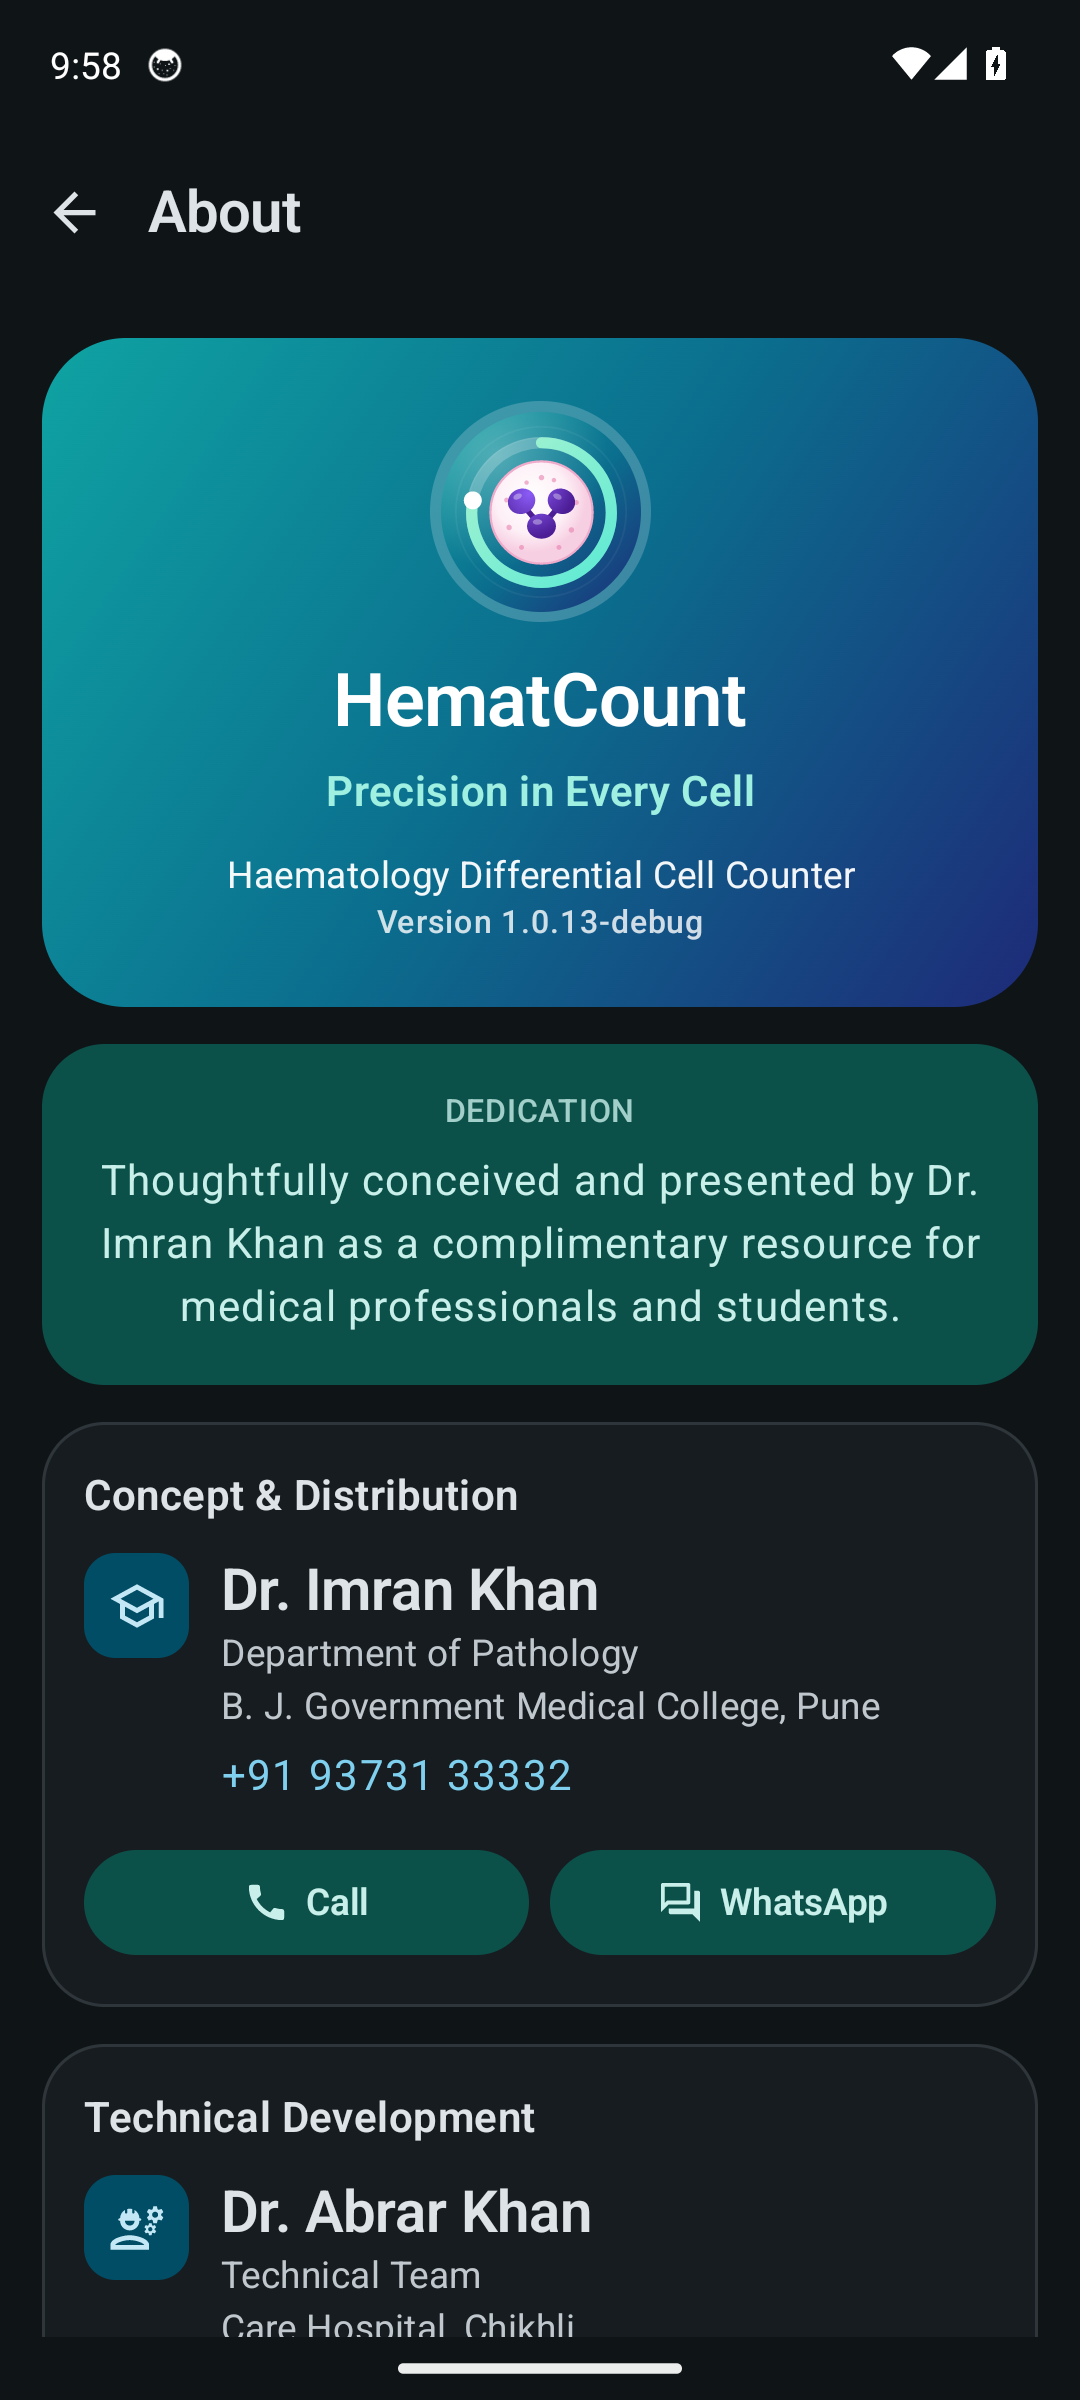 9:58
About
HematCount
Precision in Every Cell
Haematology Differential Cell Counter
Version 1.0.13-debug
DEDICATION
Thoughtfully conceived and presented by Dr.
Imran Khan as a complimentary resource for
medical professionals and students.
Concept & Distribution
Dr. Imran Khan
Department of Pathology
B. J. Government Medical College, Pune
+91 93731 33332
Call
WhatsApp
Technical Development
Dr. Abrar Khan
Technical Team
Care Hospital, Chikhli